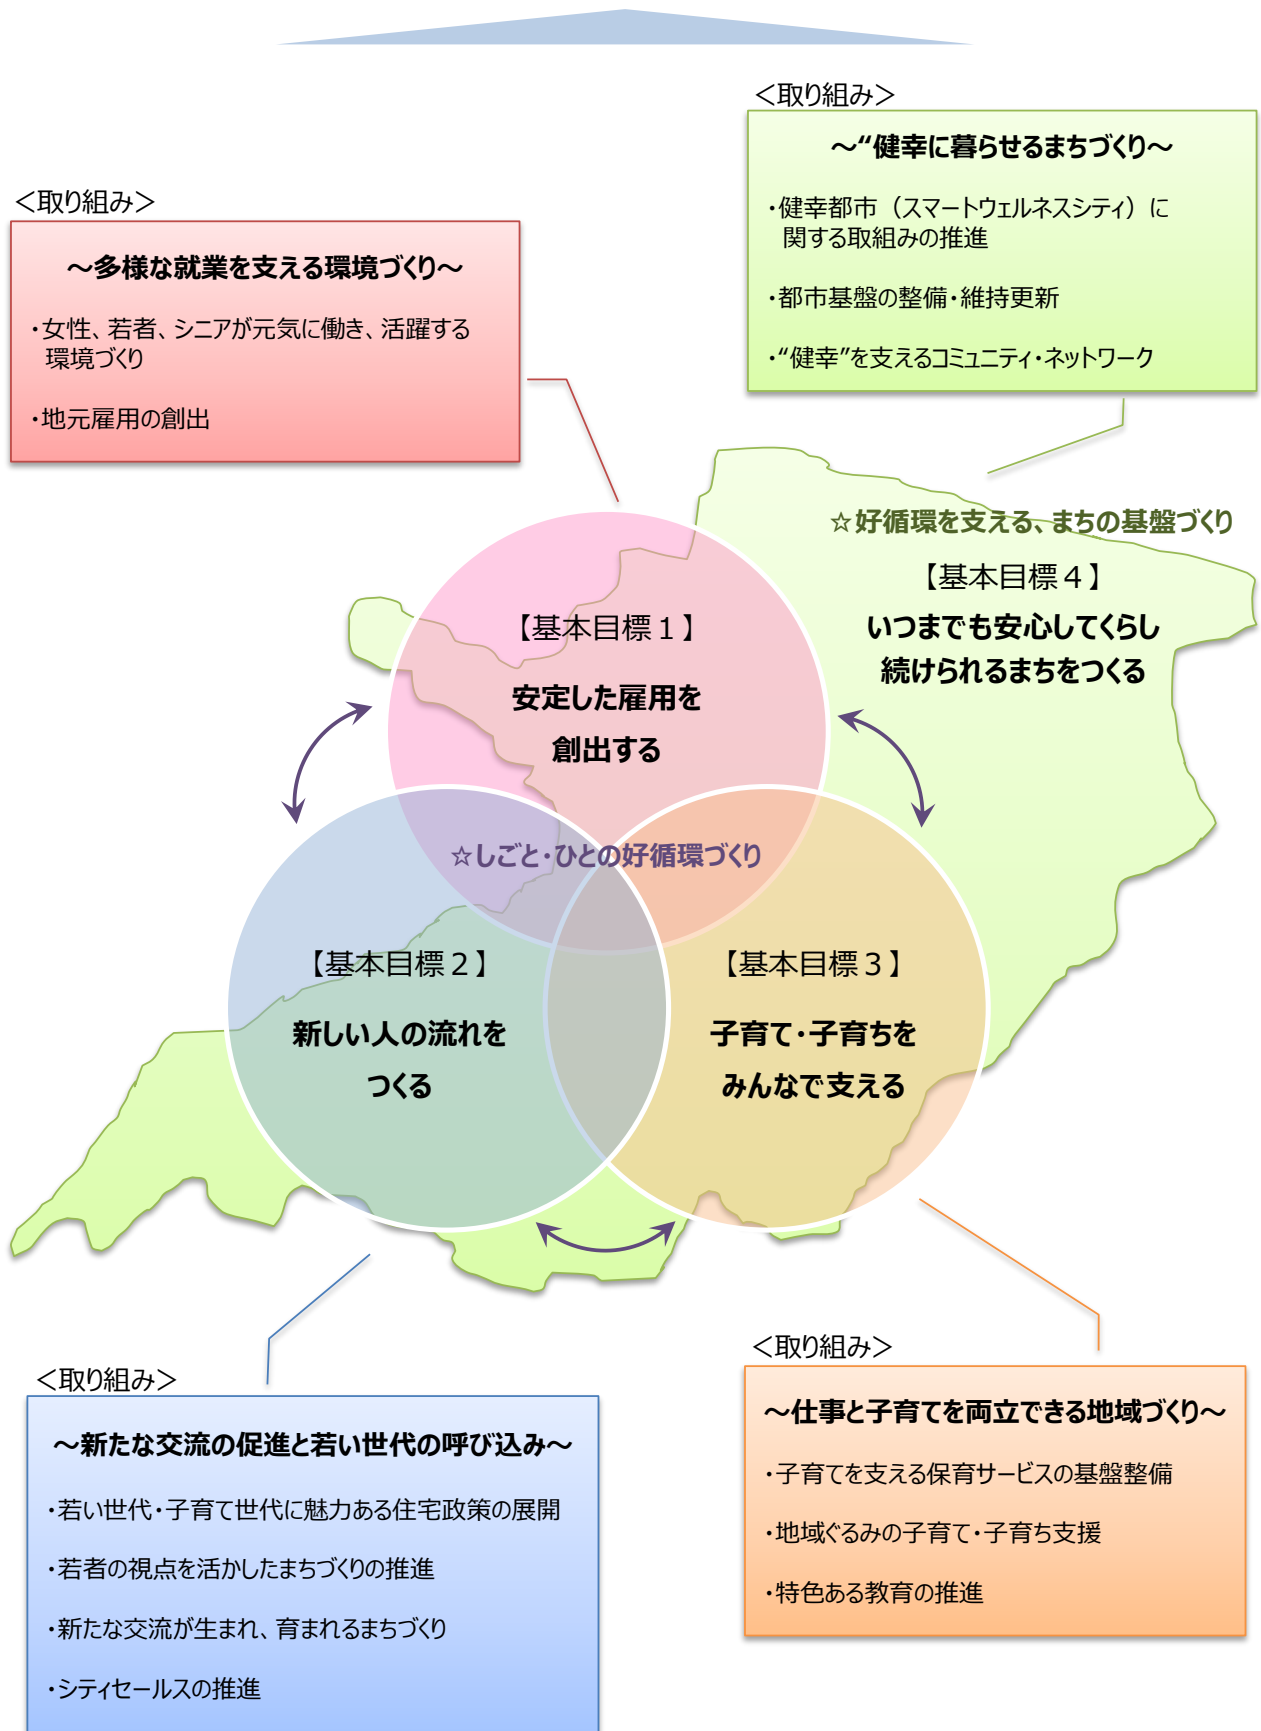 <取り組み>
~“健幸に暮らせるまちづくり~
・健幸都市（スマートウェルネスシティ）に
関する取組みの推進
・都市基盤の整備・維持更新
・“健幸”を支えるコミュニティ・ネットワーク
<取り組み>
~多様な就業を支える環境づくり~
・女性、若者、シニアが元気に働き、活躍する
環境づくり
・地元雇用の創出
☆好循環を支える、まちの基盤づくり
【基本目標４】
いつまでも安心してくらし
続けられるまちをつくる
【基本目標１】
安定した雇用を
創出する
☆しごと・ひとの好循環づくり
【基本目標２】
新しい人の流れを
つくる
【基本目標３】
子育て・子育ちを
みんなで支える
<取り組み>
~新たな交流の促進と若い世代の呼び込み~
・若い世代・子育て世代に魅力ある住宅政策の展開
・若者の視点を活かしたまちづくりの推進
・新たな交流が生まれ、育まれるまちづくり
・シティセールスの推進
<取り組み>
~仕事と子育てを両立できる地域づくり~
・子育てを支える保育サービスの基盤整備
・地域ぐるみの子育て・子育ち支援
・特色ある教育の推進